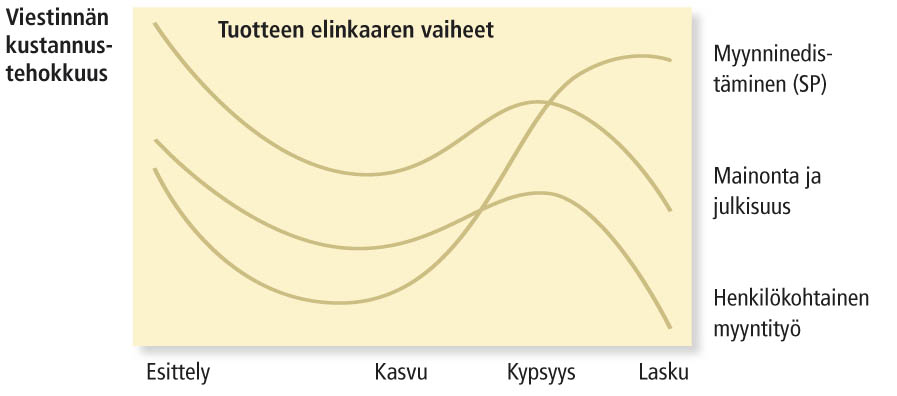 Viestinnän
kustannus-
tehokkuus
Tuotteen elinkaaren vaiheet
Myynninedis-
täminen (SP)
Mainonta ja
julkisuus
Henkilökohtainen
myyntityö
Esittely
Kasvu
Kypsyys
Lasku